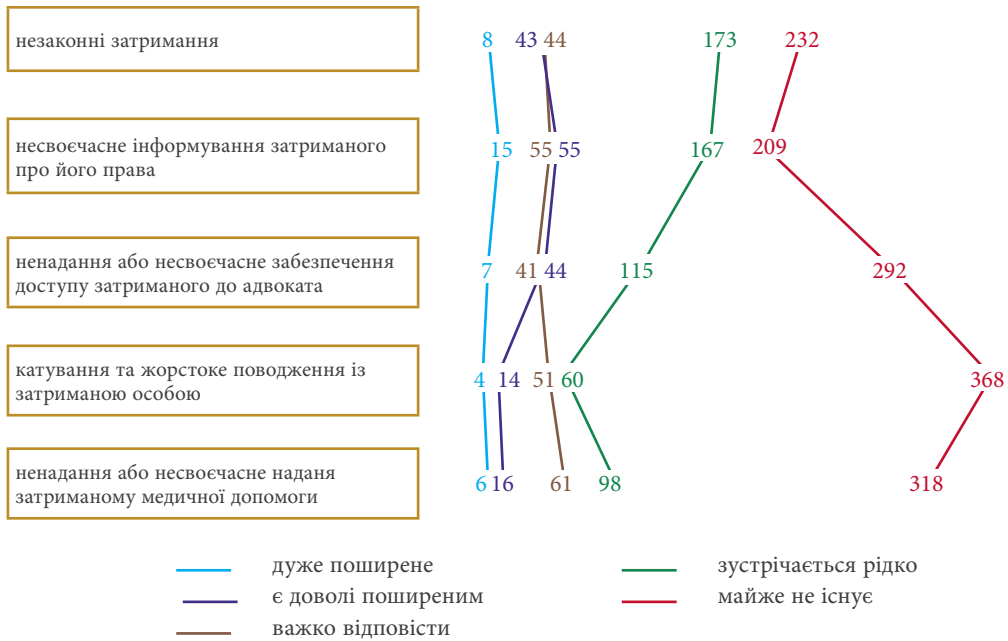 незаконні затримання
8 43 44 173 232
несвоєчасне інформування затриманого
про його права
15 55 55 167 209
ненадання або несвоєчасне забезпечення
доступу затриманого до адвоката
7 41 44 115 292
катування та жорстоке поводження із
затриманою особою
4 14 51 60 368
ненадання або несвоєчасне наданя
затриманому медичної допомоги
6 16 61 98 318
дуже поширене
є доволі поширеним
важко відповісти
зустрічається рідко
майже не існує